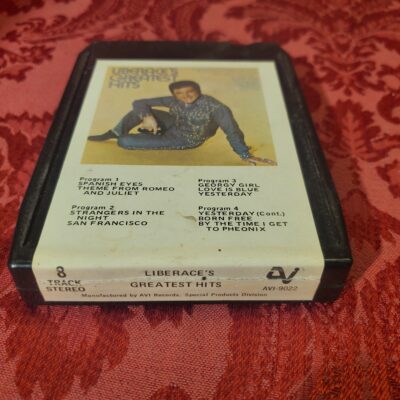 LIBERACE'S
GREATEST
HITS
Program 1
SPANISH EYES
THEME FROM ROMEO
AND JULIET
Program 2
STRANGERS IN THE
NIGHT
SAN FRANCISCO
Program 3
GEORGY GIRL
LOVE IS BLUE
YESTERDAY
Program 4
YESTERDAY (Cont.)
BORN FREE
BY THE TIME I GET
TO PHEONIX
8
TRACK
STEREO
LIBERACE'S
GREATEST HITS
Manufactured by AVI Records, Special Products Division
AVI
AVI-9022